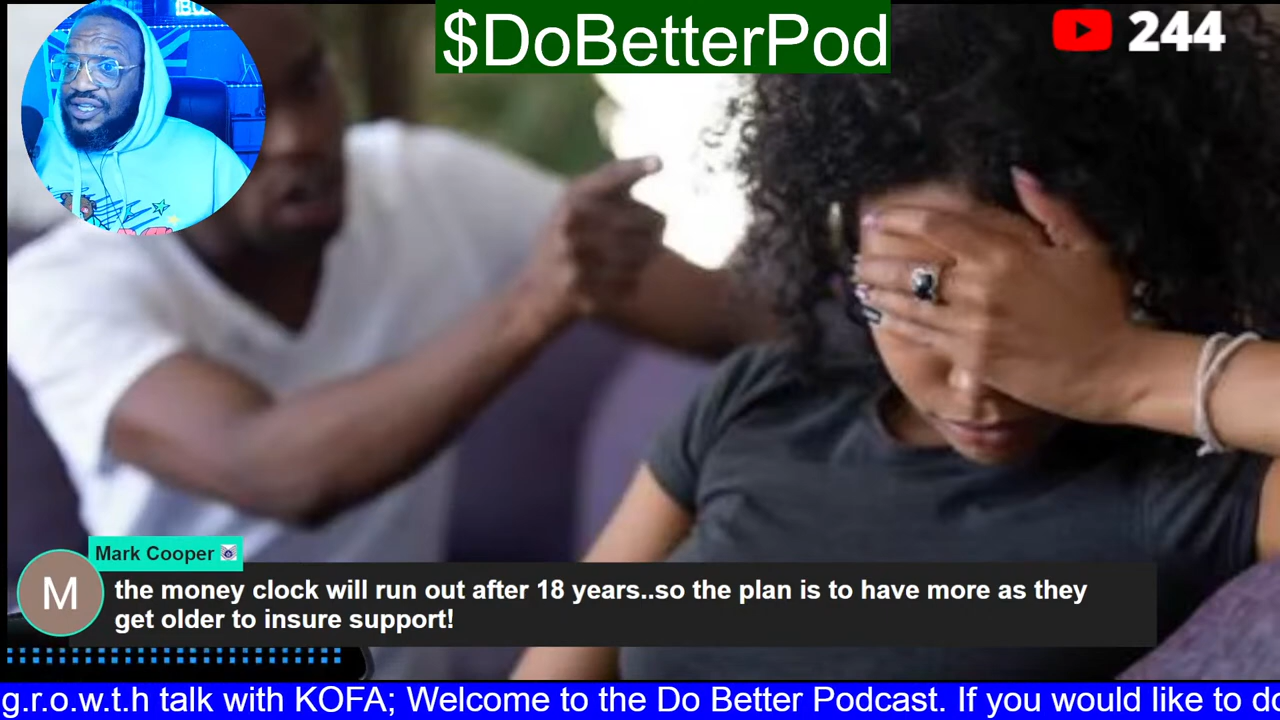 $DoBetterPod
244
Mark Cooper
M
the money clock will run out after 18 years..so the plan is to have more as they
get older to insure support!
g.r.o.w.t.h talk with KOFA; Welcome to the Do Better Podcast. If you would like to do